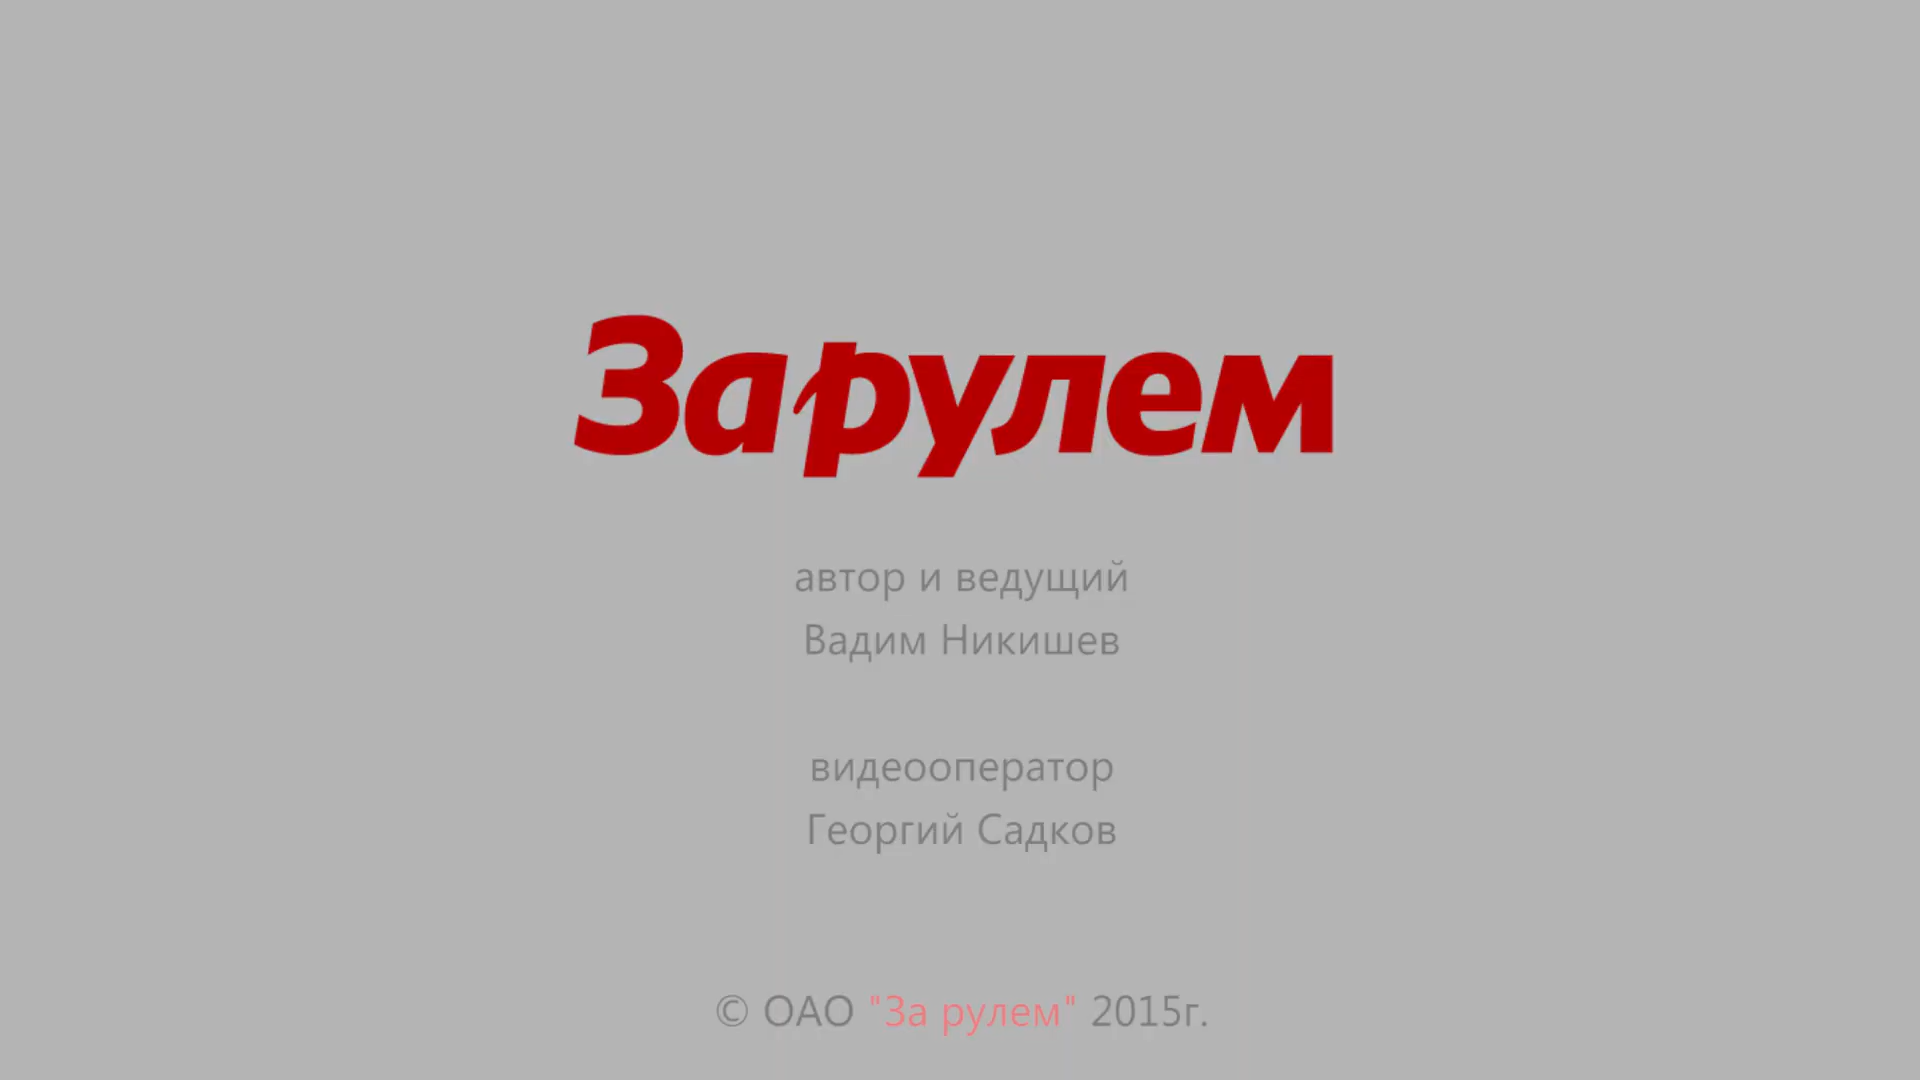 За рулем
автор и ведущий
Вадим Никишев
видеооператор
Георгий Садков
© ОАО "За рулем" 2015г.